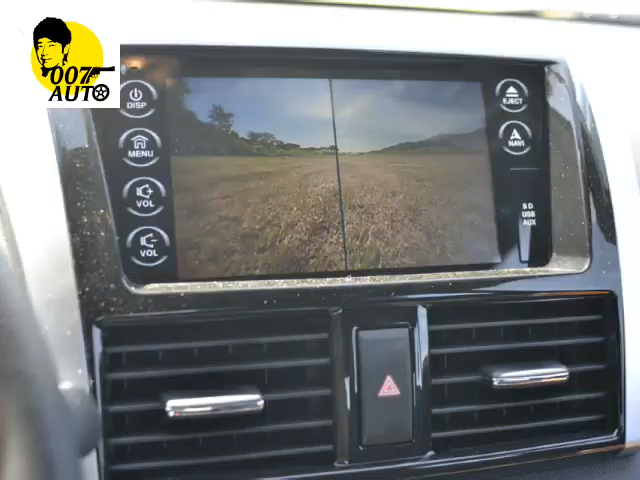 007
AUTO
DISP
MENU
VOL
VOL
EJECT
NAVI
SD
USB
AUX